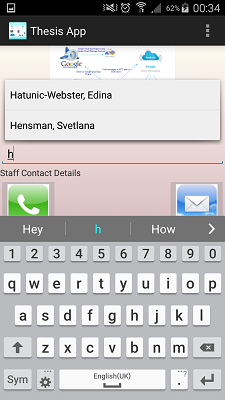 62% 00:34
Thesis App
Google
Hatunic-Webster, Edina
Hensman, Svetlana
h
Staff Contact Details
Hey h How
1 2 3 4 5 6 7 8 9 0
q w e r t y u i o p
a s d f g h j k l
z x c v b n m
Sym English(UK) .